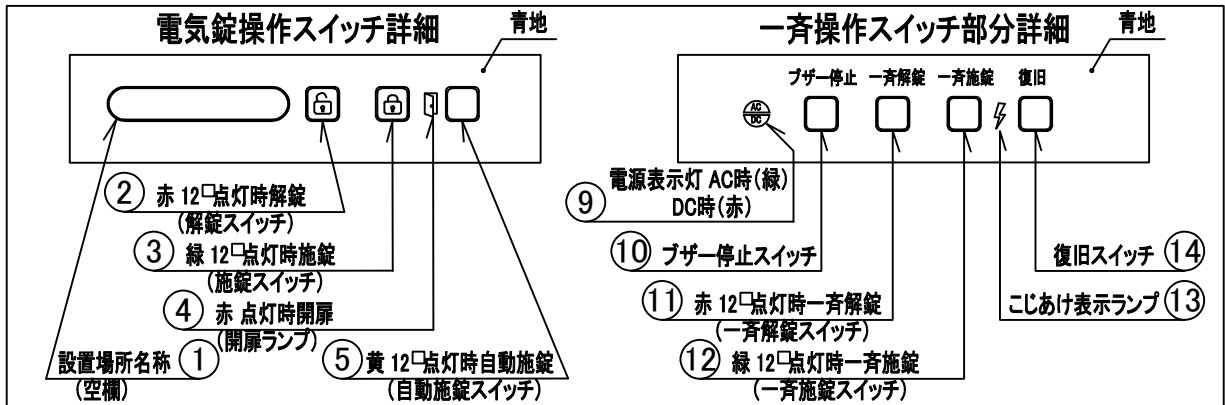 電気錠操作スイッチ詳細
青地
② 赤 12□点灯時解錠
(解錠スイッチ)
③ 緑 12□点灯時施錠
(施錠スイッチ)
④ 赤 点灯時開扉
(開扉ランプ)
設置場所名称 ①
(空欄)
⑤ 黄 12□点灯時自動施錠
(自動施錠スイッチ)
一斉操作スイッチ部分詳細
青地
ブザー停止 一斉解錠 一斉施錠 復旧
AC
DC
⑨ 電源表示灯 AC時(緑)
DC時(赤)
⑩ ブザー停止スイッチ
復旧スイッチ ⑭
⑪ 赤 12□点灯時一斉解錠
(一斉解錠スイッチ)
こじあけ表示ランプ ⑬
⑫ 緑 12□点灯時一斉施錠
(一斉施錠スイッチ)